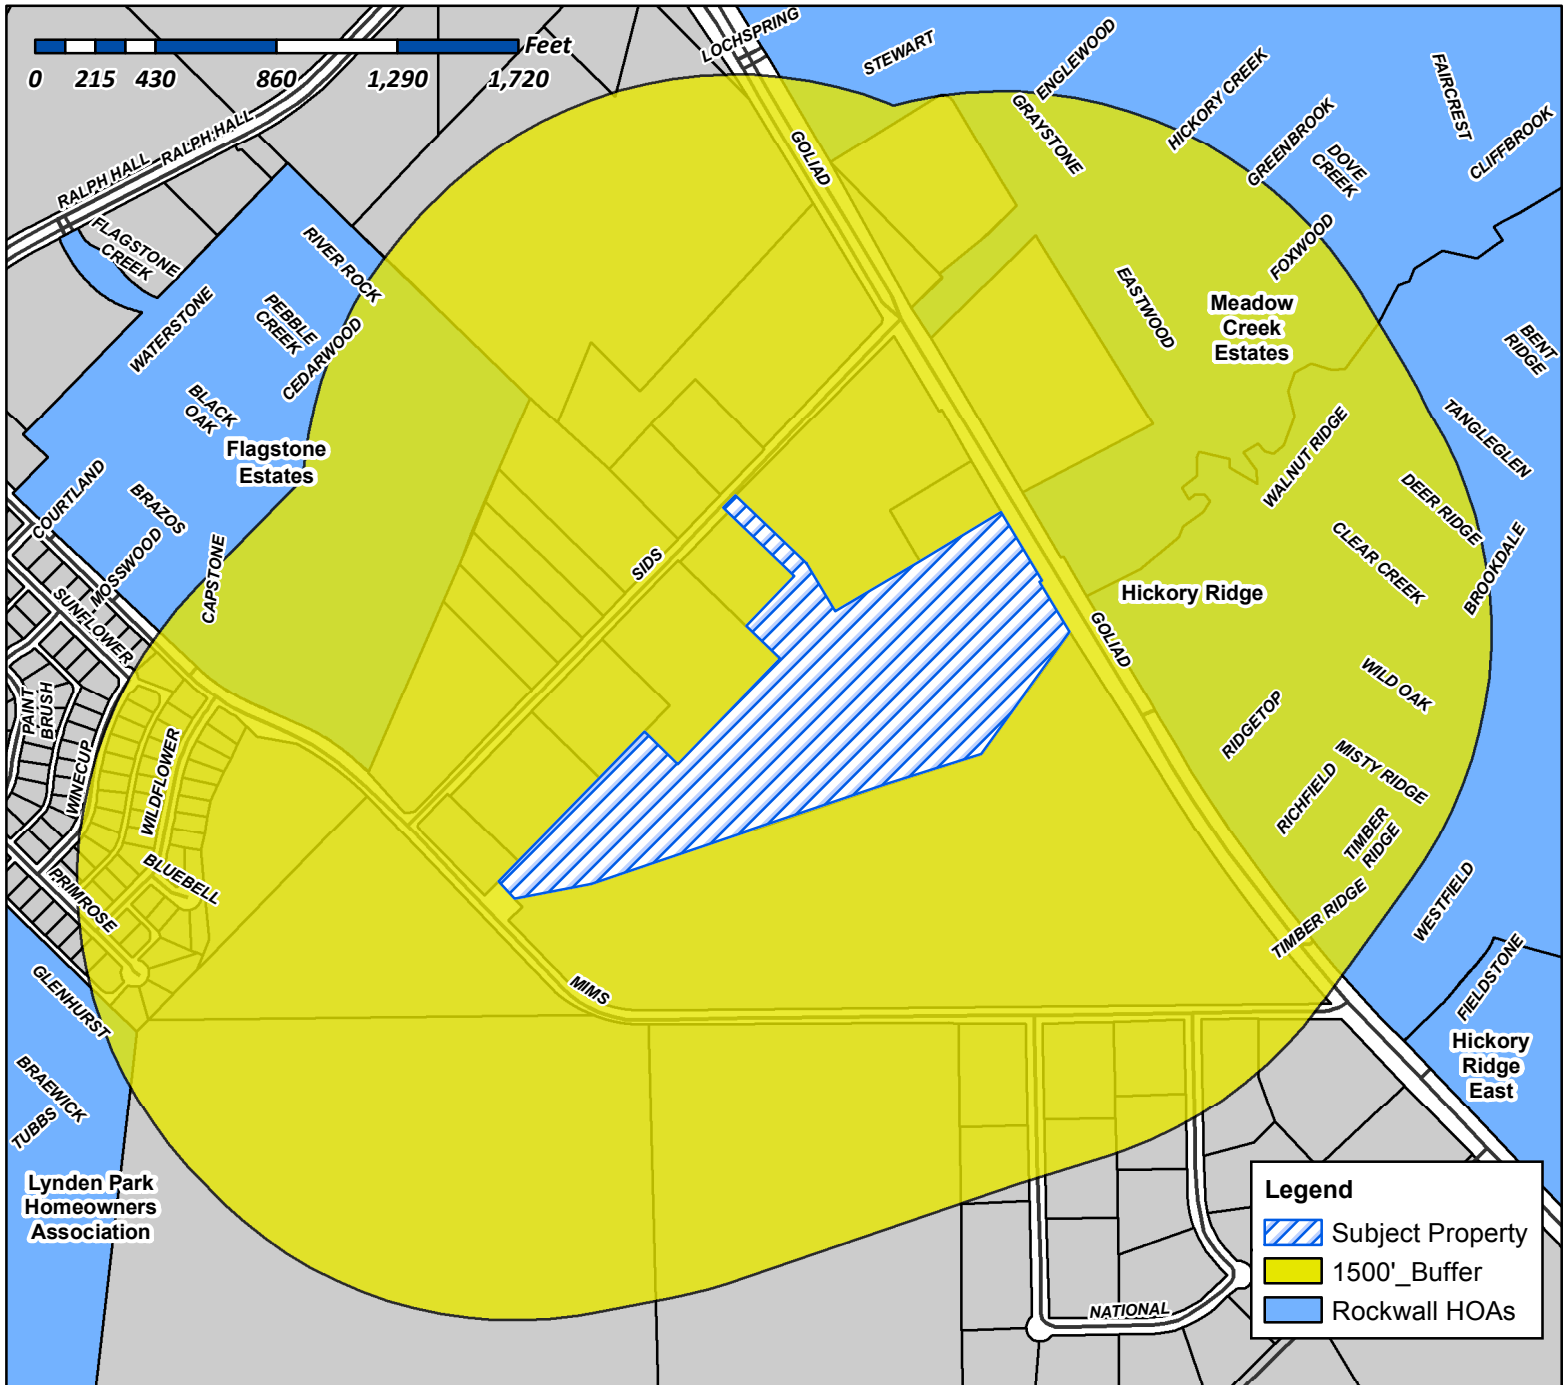 Feet
0 215 430 860 1,290 1,720
LOCHSPRING
STEWART
ENGLEWOOD
GRAYSTONE
HICKORY CREEK
GREENBROOK
DOVE
CREEK
FAIRCREST
CLIFFBROOK
RALPH HALL
RALPH HALL
GOLIAD
FLAGSTONE
CREEK
RIVER ROCK
WATERSTONE
PEBBLE
CREEK
CEDARWOOD
BLACK
OAK
Flagstone
Estates
FOXWOOD
EASTWOOD
Meadow
Creek
Estates
BENT
RIDGE
TANGLEGLEN
WALNUT RIDGE
DEER RIDGE
CLEAR CREEK
BROOKDALE
COURTLAND
BRAZOS
MOSSWOOD
SUNFLOWER
CAPSTONE
SIDS
Hickory Ridge
GOLIAD
WILD OAK
RIDGETOP
MISTY RIDGE
RICHFIELD
TIMBER
RIDGE
PAINT
BRUSH
WINECUP
WILDFLOWER
BLUEBELL
PRIMROSE
TIMBER RIDGE
WESTFIELD
FIELDSTONE
MIMS
GLENHURST
BRAEWICK
TUBBS
Hickory
Ridge
East
Lynden Park
Homeowners
Association
NATIONAL
Legend
Subject Property
1500'_Buffer
Rockwall HOAs